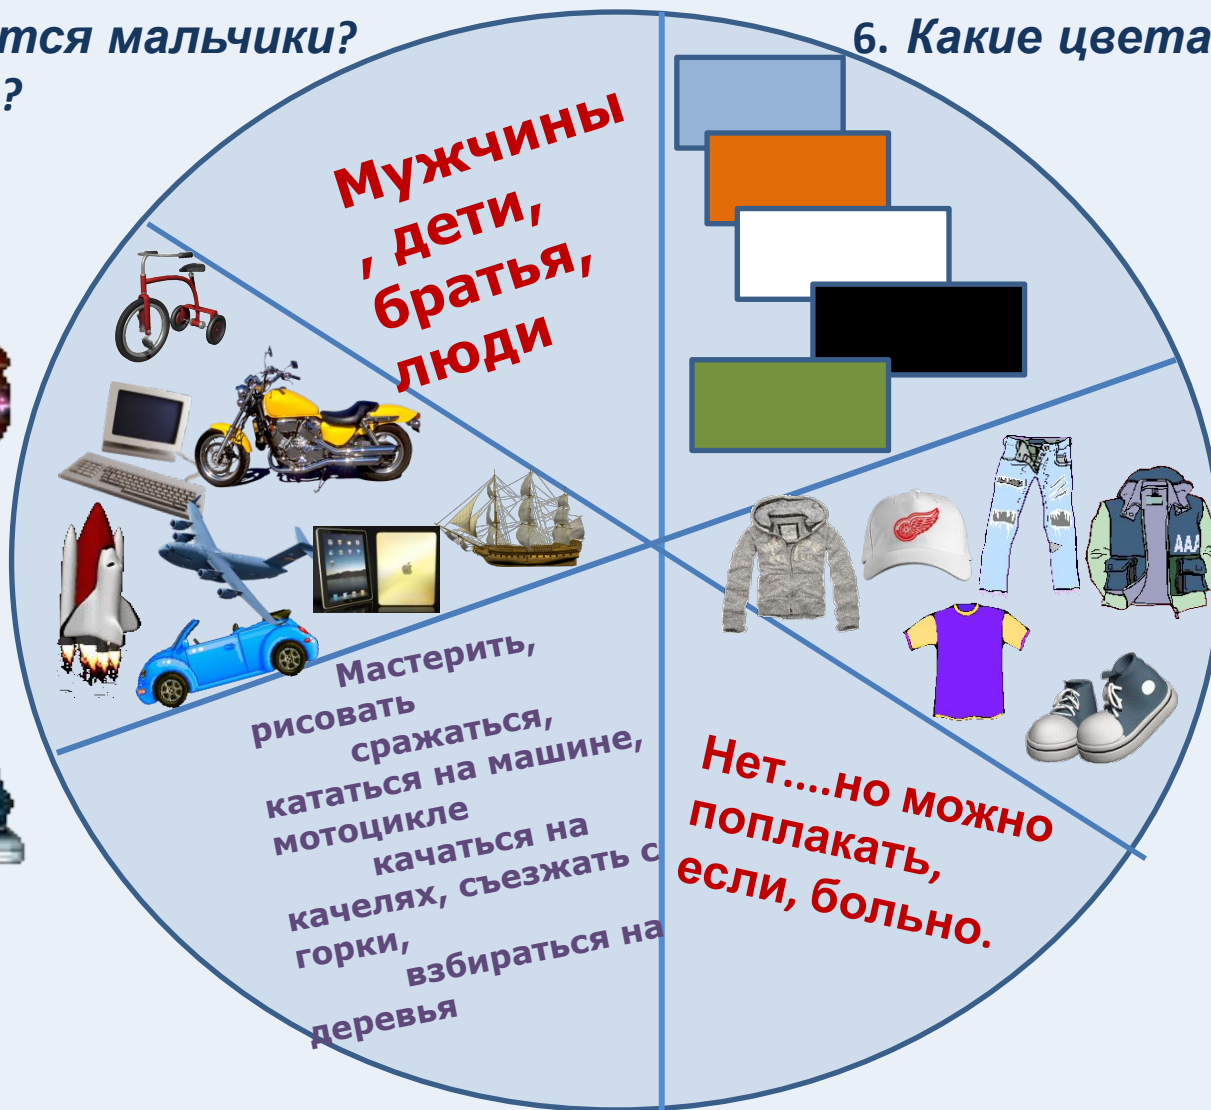 тся мальчики?
?
6. Какие цвета
Мужчины
, дети,
братья,
люди
AAA
Мастерить,
рисовать
сражаться,
кататься на машине,
мотоцикле
качаться на
качелях, съезжать с
горки,
взбираться на
деревья
Нет....но можно
поплакать,
если, больно.